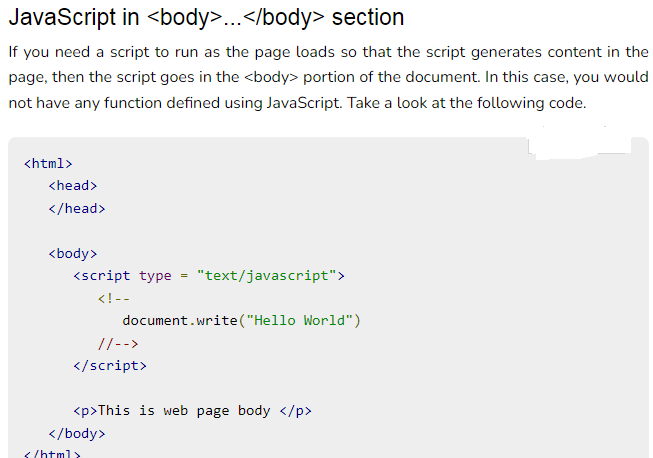 JavaScript in <body>...</body> section
If you need a script to run as the page loads so that the script generates content in the
page, then the script goes in the <body> portion of the document. In this case, you would
not have any function defined using JavaScript. Take a look at the following code.
<html>
<head>
</head>
<body>
<script type = "text/javascript">
<!--
document.write("Hello World")
//-->
</script>
<p>This is web page body </p>
</body>
</html>